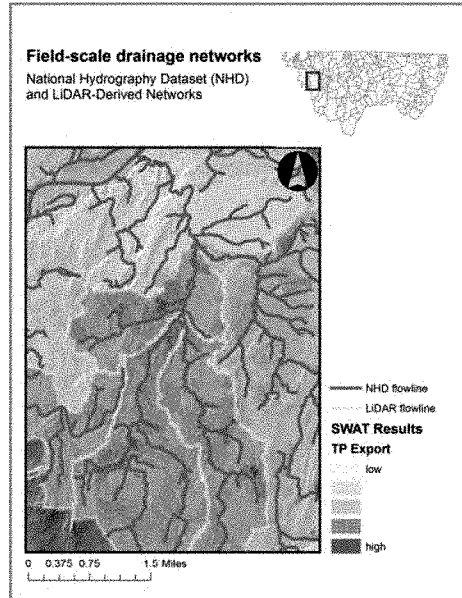 Field-scale drainage networks
National Hydrography Dataset (NHD)
and LiDAR-Derived Networks
NHD flowline
LiDAR flowline
SWAT Results
TP Export
low
high
0 0.375 0.75 1.5 Miles